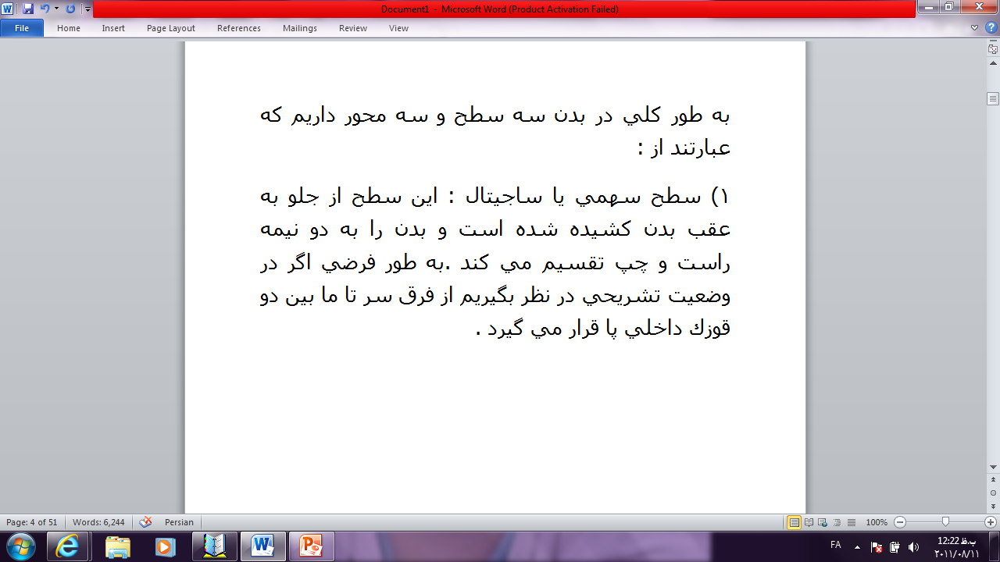 Document1 - Microsoft Word (Product Activation Failed)
File Home Insert Page Layout References Mailings Review View
به طور كلي در بدن سه سطح و سه محور داريم كه
عبارتند از :
۱) سطح سهمي يا ساجيتال : اين سطح از جلو به
عقب بدن كشيده شده است و بدن را به دو نيمه
راست و چپ تقسيم مي كند .به طور فرضي اگر در
وضعيت تشريحي در نظر بگيريم از فرق سر تا ما بين دو
قوزك داخلي پا قرار مي گيرد .
Page: 4 of 51 Words: 6,244 Persian 100%
FA 12:22 ب.ظ
۲۰۱۱/۰۸/۱۱